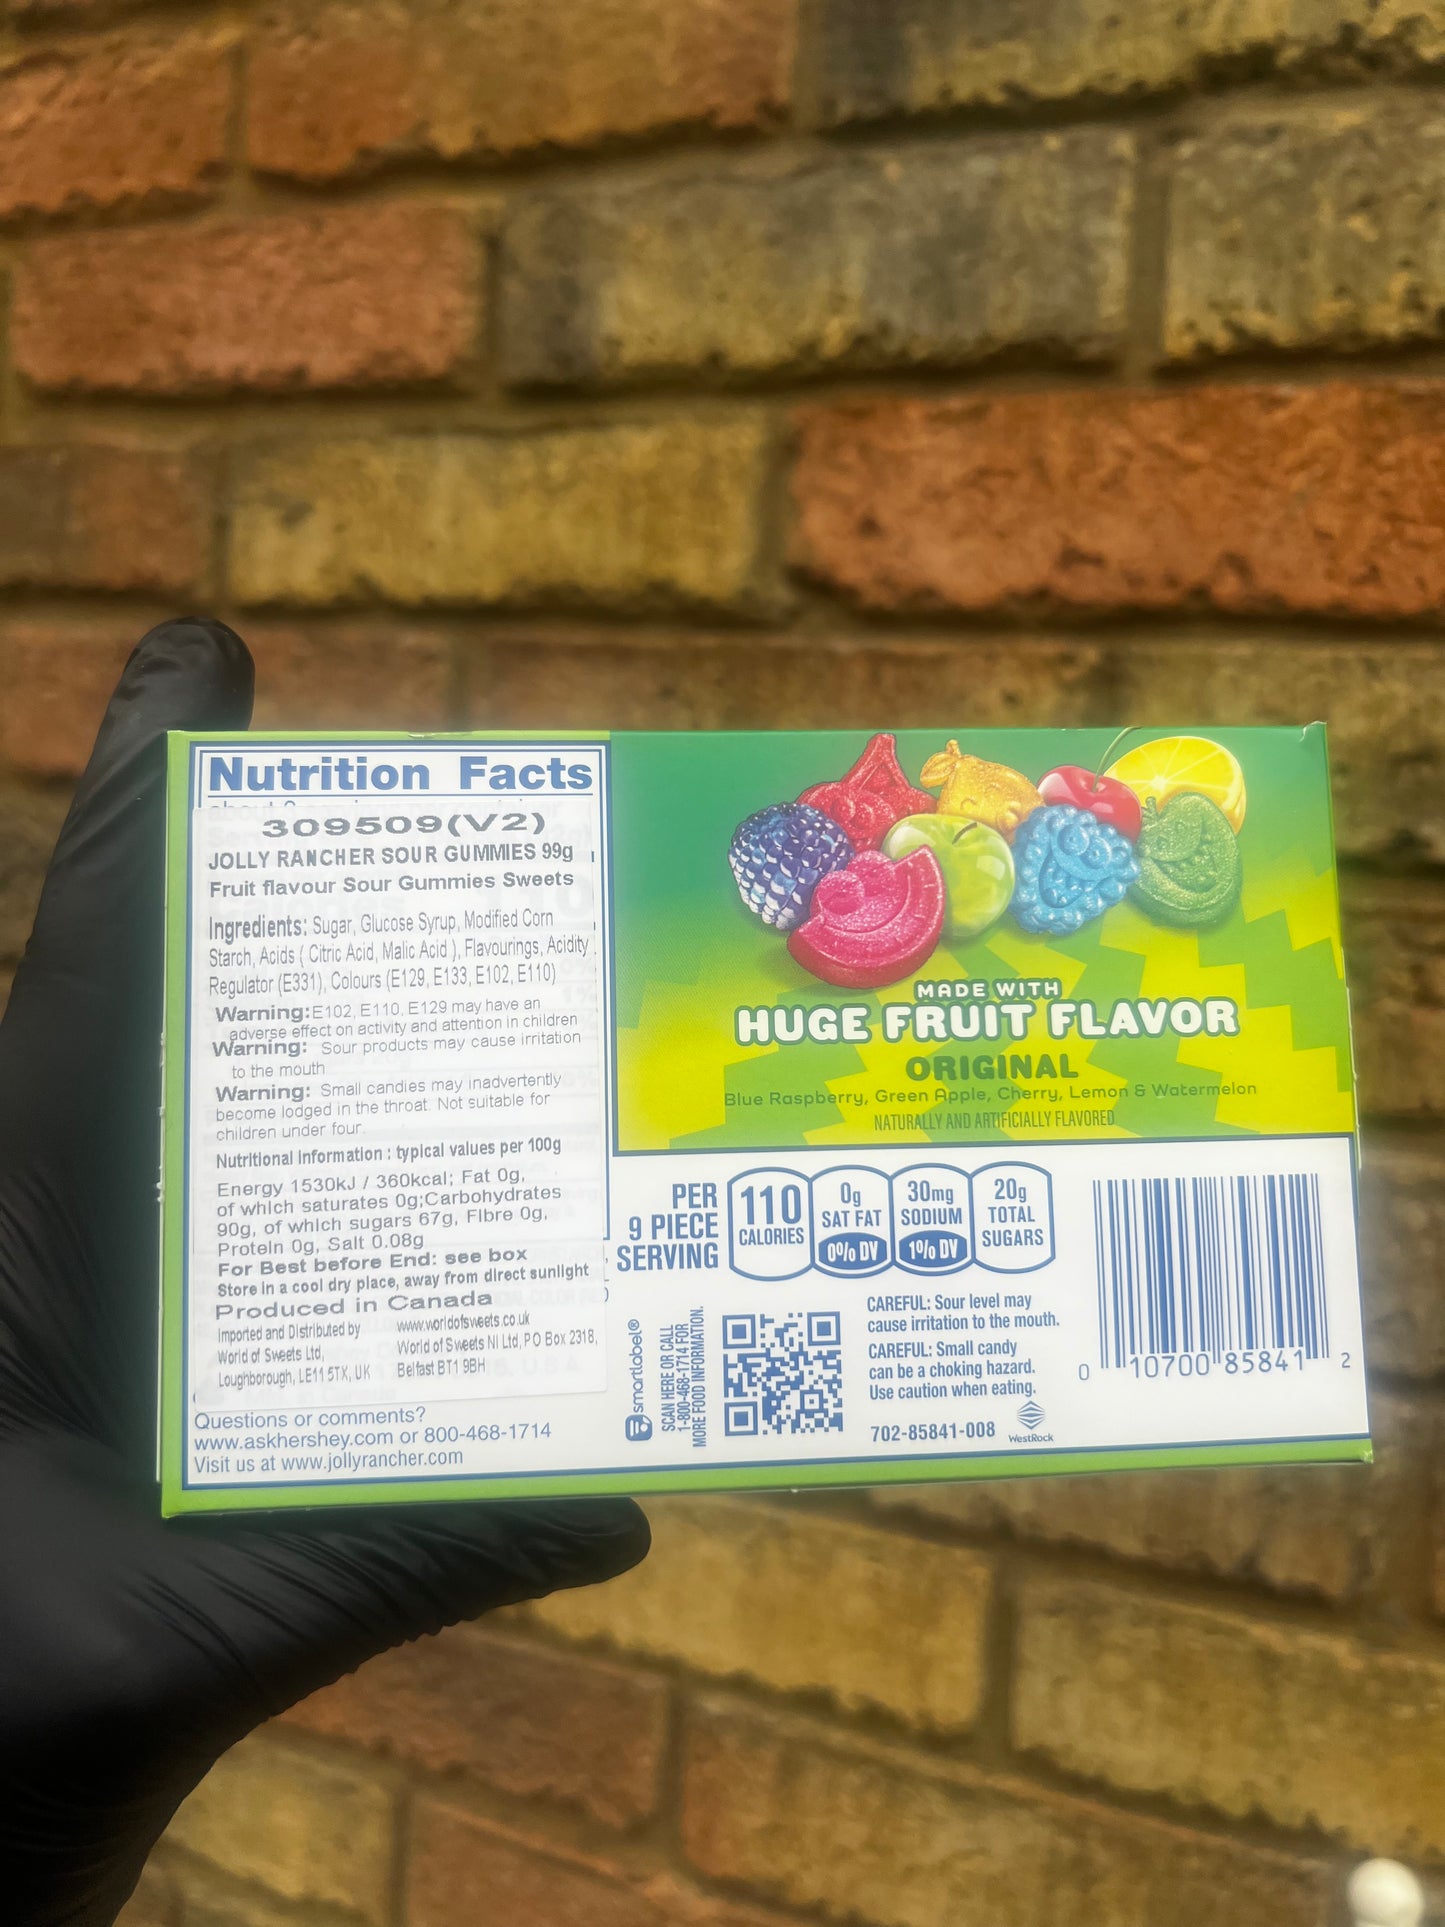 Nutrition Facts
309509(V2)
JOLLY RANCHER SOUR GUMMIES 99g
Fruit flavour Sour Gummies Sweets
Ingredients: Sugar, Glucose Syrup, Modified Corn
Starch, Acids ( Citric Acid, Malic Acid ), Flavourings, Acidity
Regulator (E331), Colours (E129, E133, E102, E110)
Warning: E102, E110, E129 may have an
adverse effect on activity and attention in children
Warning: Sour products may cause irritation
to the mouth
Warning: Small candies may inadvertently
become lodged in the throat. Not suitable for
children under four.
Nutritional Information : typical values per 100g
Energy 1530kJ / 360kcal; Fat 0g,
of which saturates 0g;Carbohydrates
90g, of which sugars 67g, Fibre 0g,
Protein 0g, Salt 0.08g
For Best before End: see box
Store in a cool dry place, away from direct sunlight
Produced in Canada
Imported and Distributed by
World of Sweets Ltd,
Loughborough, LE11 5TX, UK
www.worldofsweets.co.uk
World of Sweets NI Ltd, PO Box 2318,
Belfast BT1 9BH
Questions or comments?
www.askhershey.com or 800-468-1714
Visit us at www.jollyrancher.com
MADE WITH
HUGE FRUIT FLAVOR
ORIGINAL
Blue Raspberry, Green Apple, Cherry, Lemon & Watermelon
NATURALLY AND ARTIFICIALLY FLAVORED
PER
9 PIECE
SERVING
110
CALORIES
0g
SAT FAT
0% DV
30mg
SODIUM
1% DV
20g
TOTAL
SUGARS
smartlabel®
SCAN HERE OR CALL
1-800-468-1714 FOR
MORE FOOD INFORMATION.
CAREFUL: Sour level may
cause irritation to the mouth.
CAREFUL: Small candy
can be a choking hazard.
Use caution when eating.
702-85841-008
WestRock
0 10700 85841 2